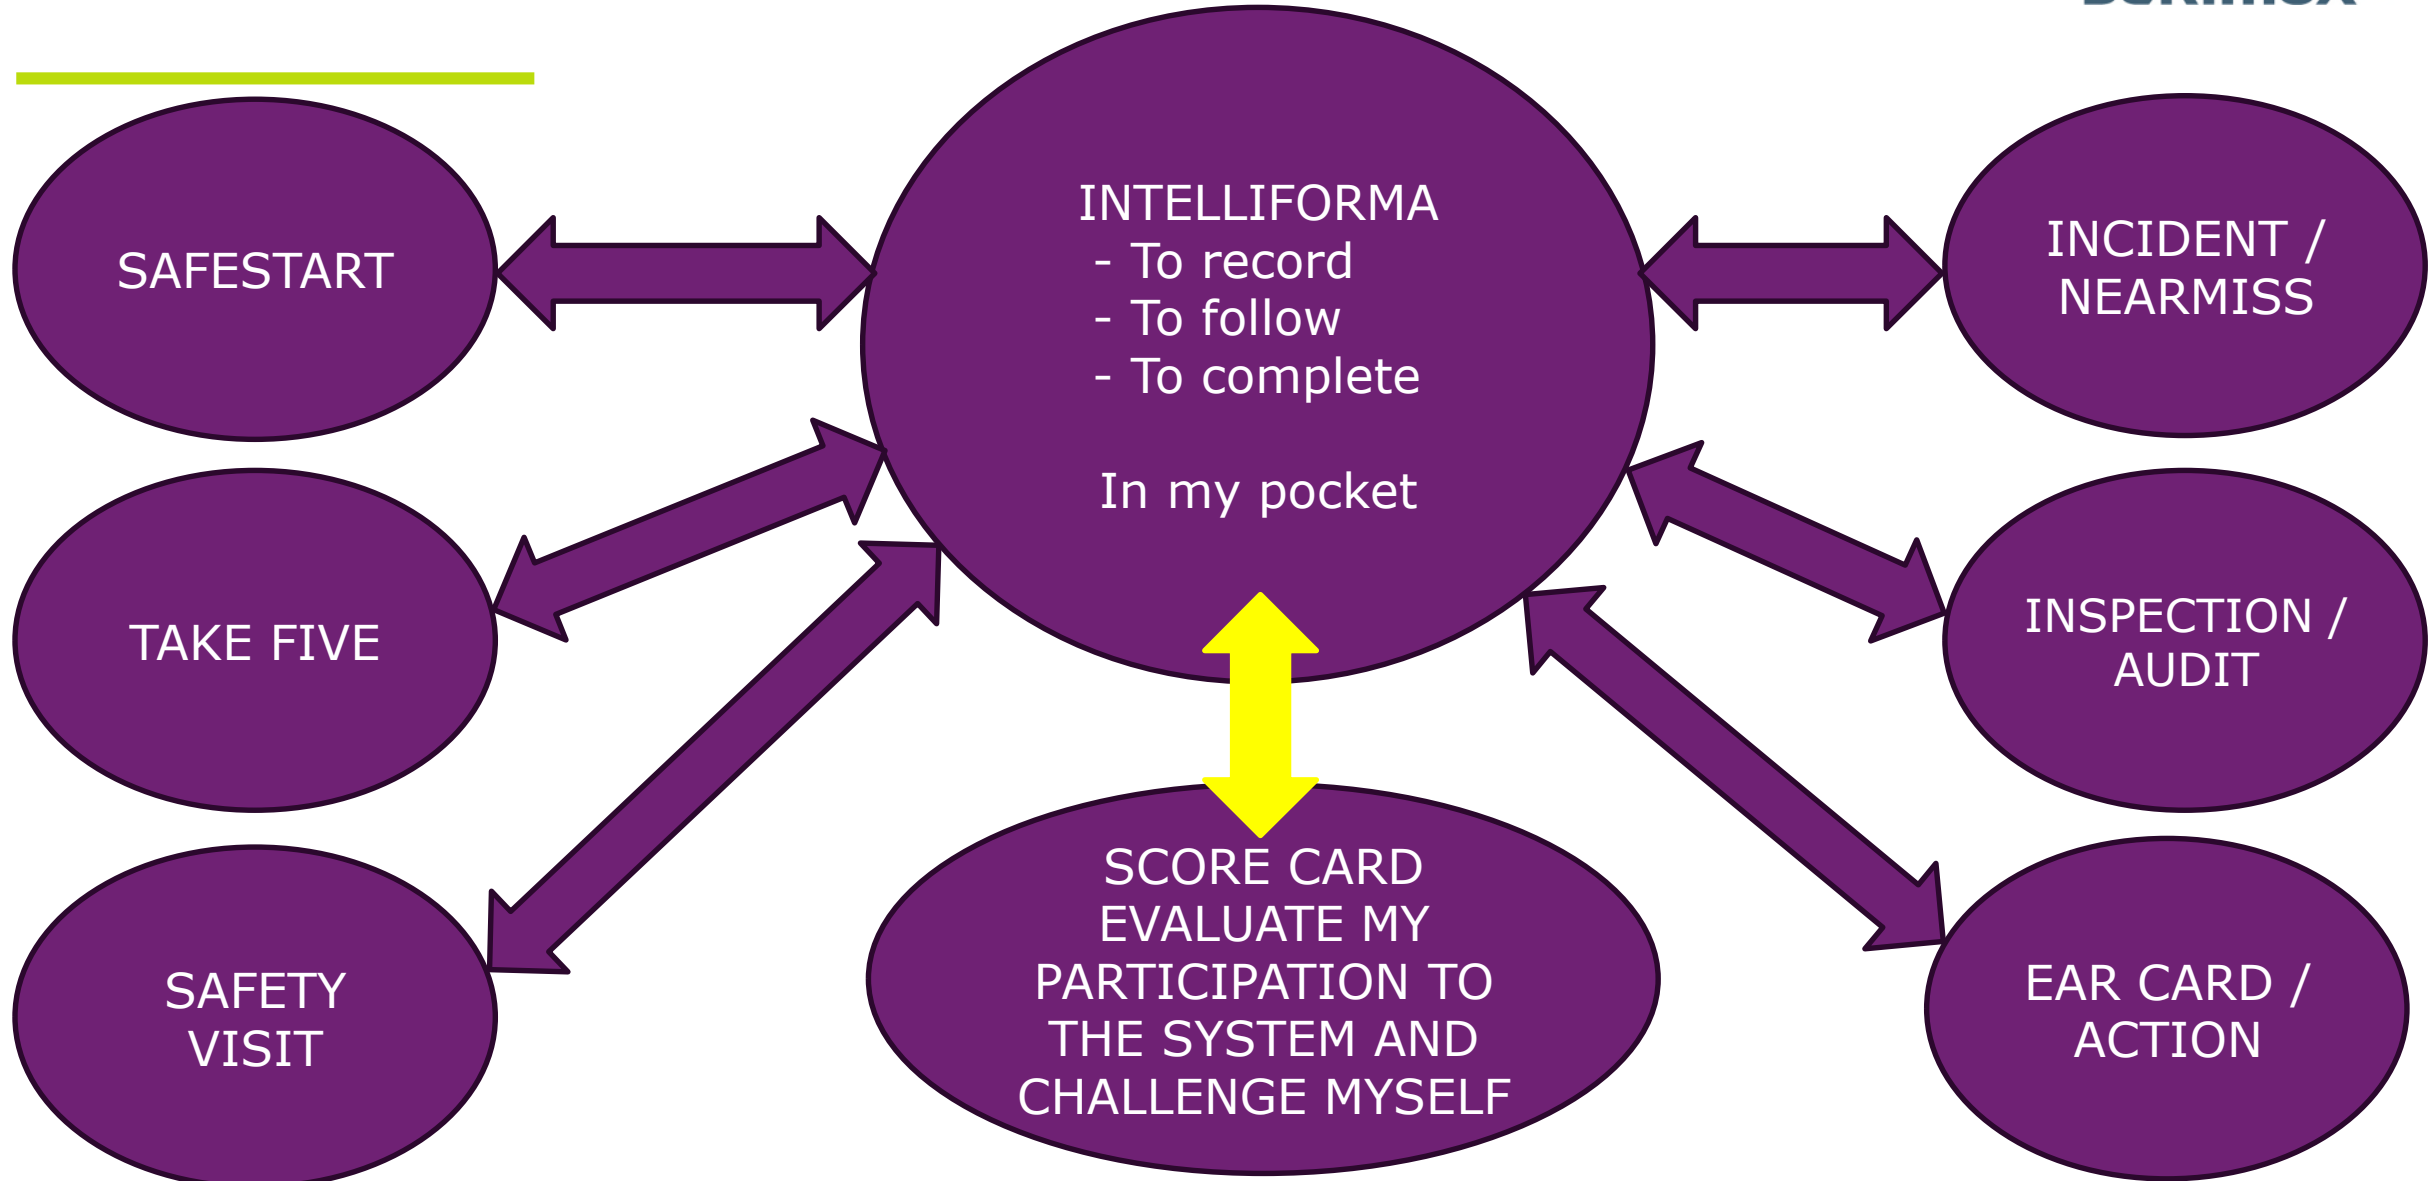 INTELLIFORMA
- To record
- To follow
- To complete
In my pocket
SAFESTART
TAKE FIVE
SAFETY
VISIT
INCIDENT /
NEARMISS
INSPECTION /
AUDIT
EAR CARD /
ACTION
SCORE CARD
EVALUATE MY
PARTICIPATION TO
THE SYSTEM AND
CHALLENGE MYSELF